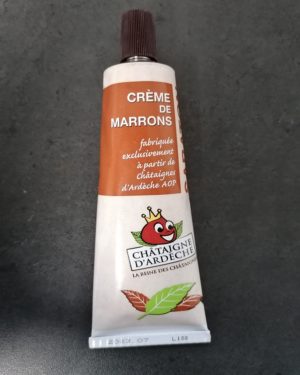 CRÈME
DE
MARRONS
fabriquée
exclusivement
à partir de
châtaignes
d'Ardèche AOP
CHÂTAIGNE
D'ARDÈCHE
LA REINE DES CHÂTAIGNES